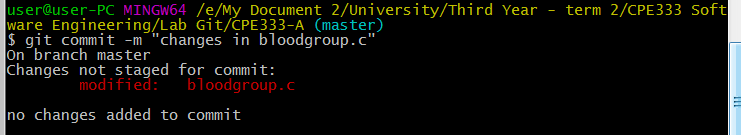 user@user-PC MINGW64 /e/My Document 2/University/Third Year - term 2/CPE333 Soft
ware Engineering/Lab Git/CPE333-A (master)
$ git commit -m "changes in bloodgroup.c"
On branch master
Changes not staged for commit:
        modified:   bloodgroup.c

no changes added to commit